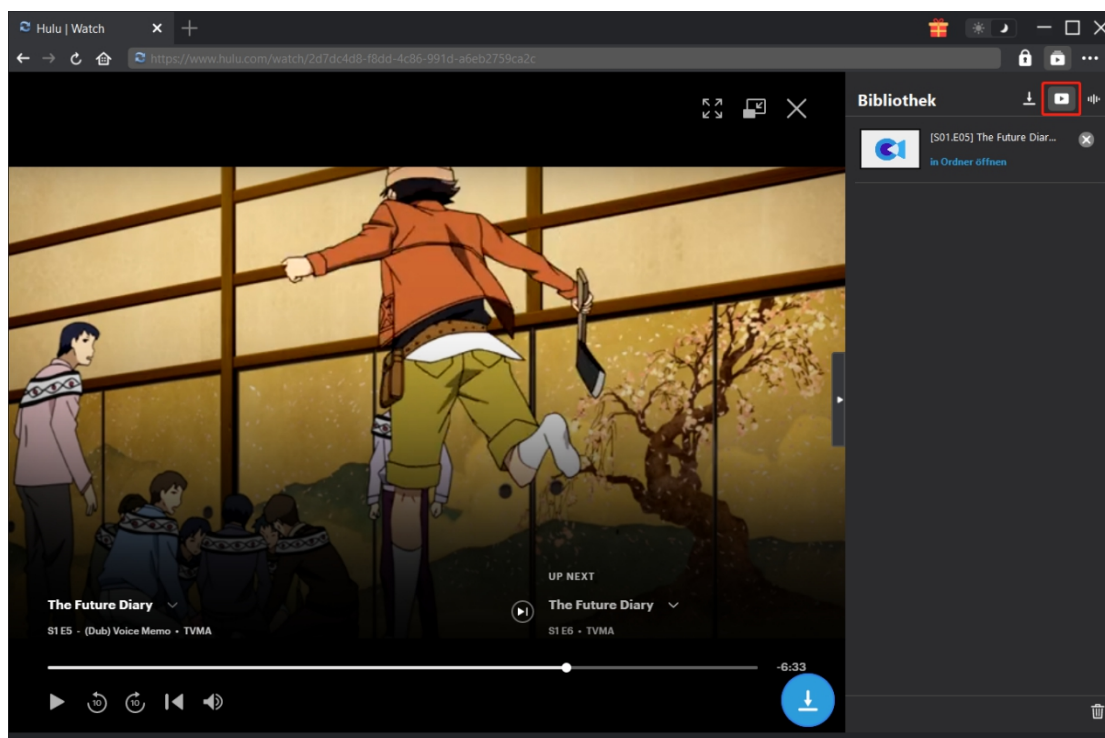 Hulu | Watch
https://www.hulu.com/watch/2d7dc4d8-f8dd-4c86-991d-a6eb2759ca2c
Bibliothek
[S01.E05] The Future Diar...
in Ordner öffnen
UP NEXT
The Future Diary
The Future Diary
S1 E5 - (Dub) Voice Memo • TVMA
S1 E6 • TVMA
-6:33
10
10